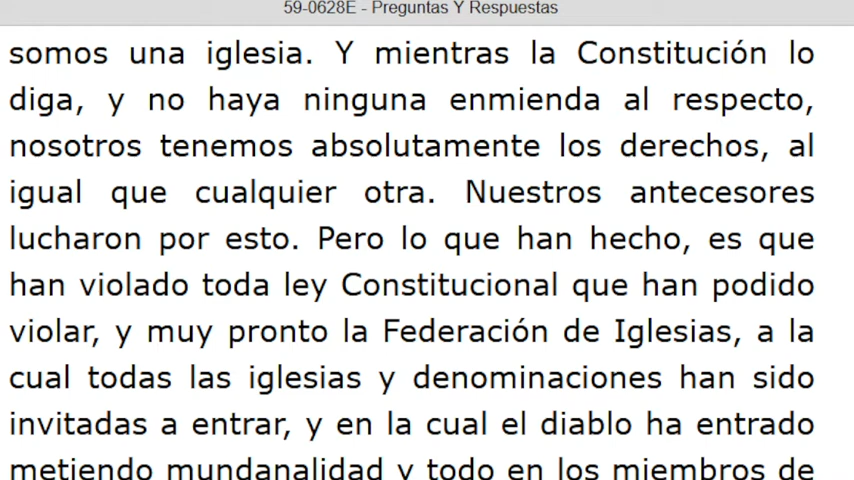 59-0628E - Preguntas Y Respuestas
somos una iglesia. Y mientras la Constitución lo
diga, y no haya ninguna enmienda al respecto,
nosotros tenemos absolutamente los derechos, al
igual que cualquier otra. Nuestros antecesores
lucharon por esto. Pero lo que han hecho, es que
han violado toda ley Constitucional que han podido
violar, y muy pronto la Federación de Iglesias, a la
cual todas las iglesias y denominaciones han sido
invitadas a entrar, y en la cual el diablo ha entrado
metiendo mundanalidad y todo en los miembros de